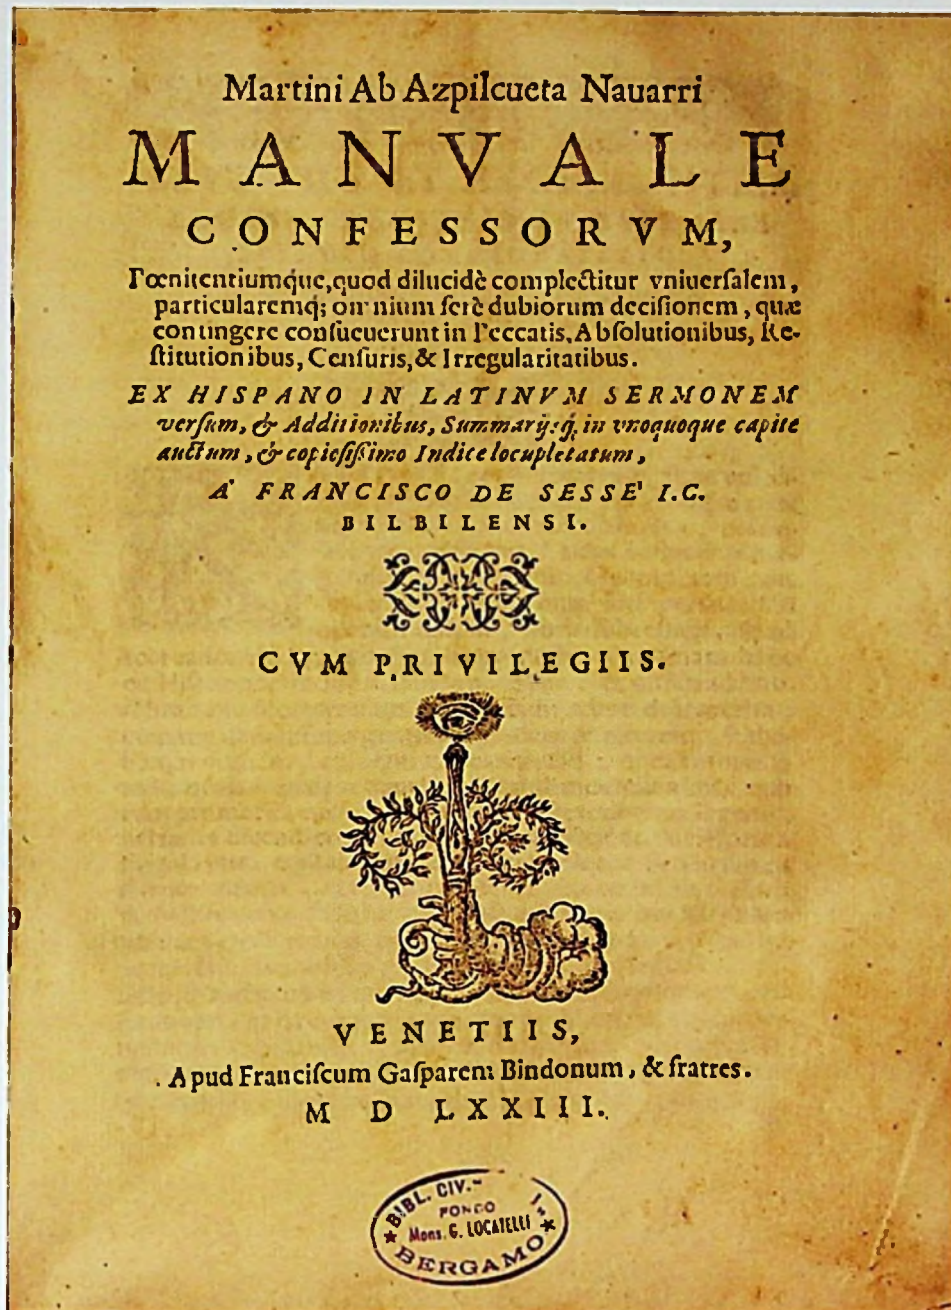 Martini Ab Azpilcueta Nauarri
MANVALE
CONFESSORVM,
Pœnitentiumq́ue, quod dilucidè complectitur vniuerſalem,
particularemq́; omnium ferè dubiorum deciſionem, quæ
contingere conſueuerunt in Peccatis, Abſolutionibus, Re-
ſtitutionibus, Cenſuris, & Irregularitatibus.
EX HISPANO IN LATINVM SERMONEM
verſum, & Additionibus, Summarijſq́; in vnoquoque capite
auctum, & copioſiſſimo Indice locupletatum,
A' FRANCISCO DE SESSE' I.C.
BILBILENSI.
CVM PRIVILEGIIS.
VENETIIS,
Apud Franciſcum Gaſparem Bindonum, & fratres.
M D LXXIII.
BIBL. CIV.
FONDO
Mons. G. LOCATELLI
BERGAMO